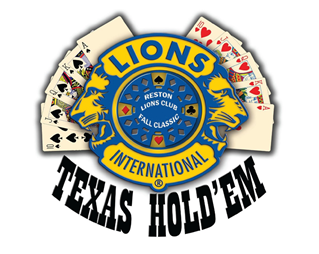 LIONS
RESTON
LIONS CLUB
FALL CLASSIC
INTERNATIONAL
®
TEXAS HOLD'EM